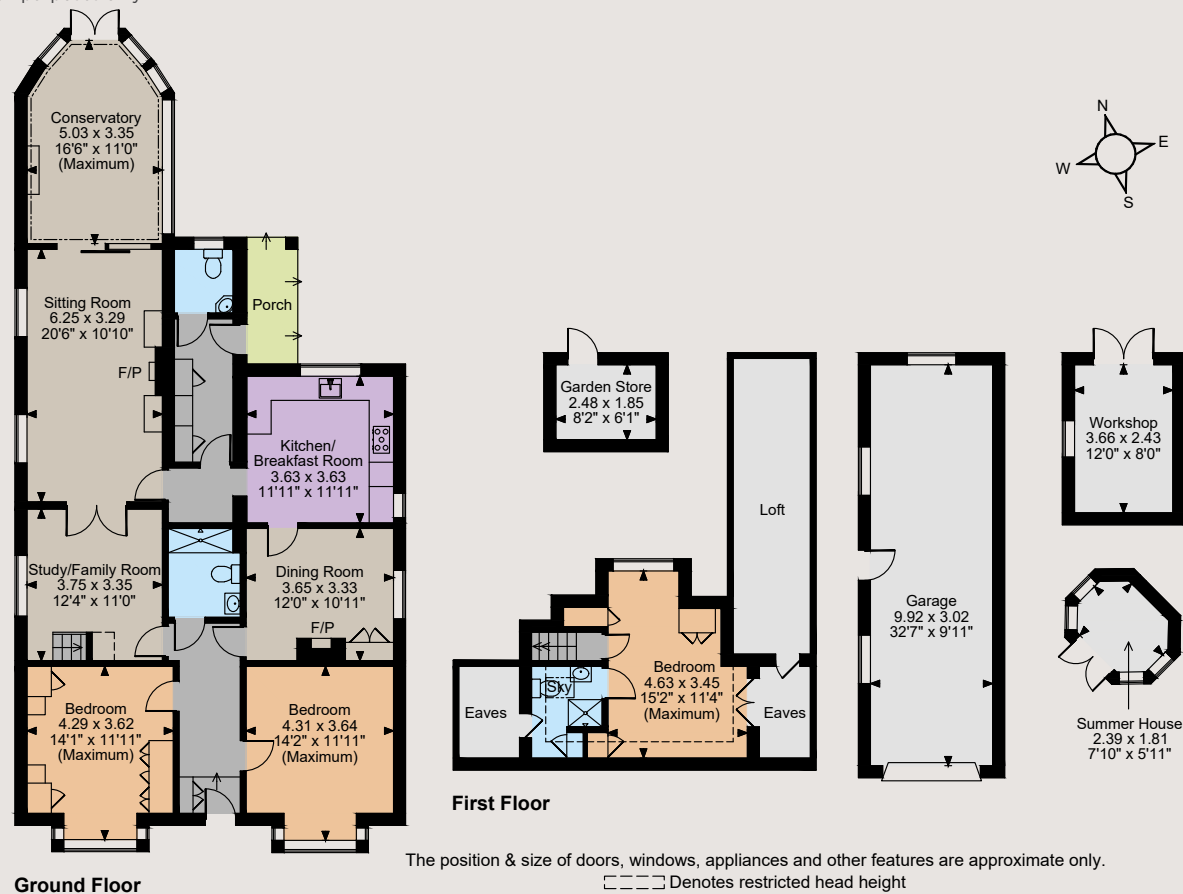 Conservatory
5.03 x 3.35
16'6" x 11'0"
(Maximum)
N
E
W
S
Sitting Room
6.25 x 3.29
20'6" x 10'10"
F/P
Porch
Kitchen/
Breakfast Room
3.63 x 3.63
11'11" x 11'11"
Study/Family Room
3.75 x 3.35
12'4" x 11'0"
Dining Room
3.65 x 3.33
12'0" x 10'11"
F/P
Bedroom
4.29 x 3.62
14'1" x 11'11"
(Maximum)
Bedroom
4.31 x 3.64
14'2" x 11'11"
(Maximum)
Ground Floor
Garden Store
2.48 x 1.85
8'2" x 6'1"
Loft
Bedroom
4.63 x 3.45
15'2" x 11'4"
(Maximum)
Sky
Eaves
Eaves
First Floor
Garage
9.92 x 3.02
32'7" x 9'11"
Workshop
3.66 x 2.43
12'0" x 8'0"
Summer House
2.39 x 1.81
7'10" x 5'11"
The position & size of doors, windows, appliances and other features are approximate only.
Denotes restricted head height